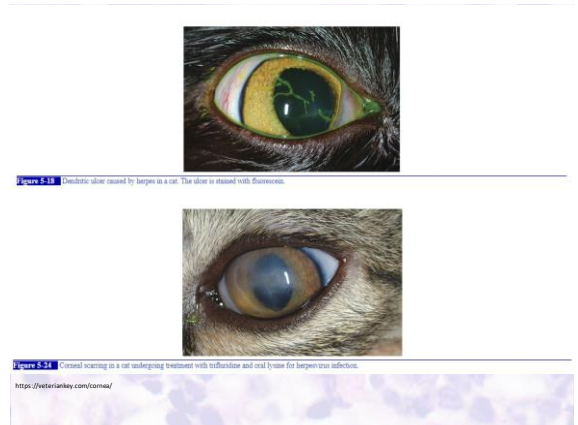 Figure 5-18 Dendritic ulcer caused by herpes in a cat. The ulcer is stained with fluorescein.
Figure 5-24 Corneal scarring in a cat undergoing treatment with trifluridine and oral lysine for herpesvirus infection.
https://veteriankey.com/cornea/